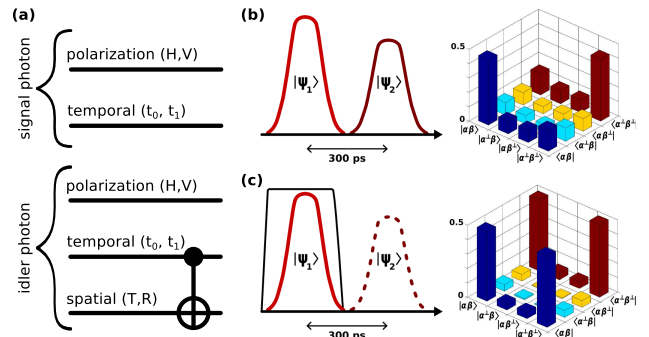 (a)
signal photon
polarization (H,V)
temporal (t₀, t₁)
idler photon
polarization (H,V)
temporal (t₀, t₁)
spatial (T,R)
(b)
|Ψ₁⟩
|Ψ₂⟩
300 ps
0.5
0
|αβ⟩
|α⊥β⟩
|αβ⊥⟩
|α⊥β⊥⟩
⟨αβ|
⟨α⊥β|
⟨αβ⊥|
⟨α⊥β⊥|
(c)
|Ψ₁⟩
|Ψ₂⟩
300 ps
0.5
0
|αβ⟩
|α⊥β⟩
|αβ⊥⟩
|α⊥β⊥⟩
⟨αβ|
⟨α⊥β|
⟨αβ⊥|
⟨α⊥β⊥|